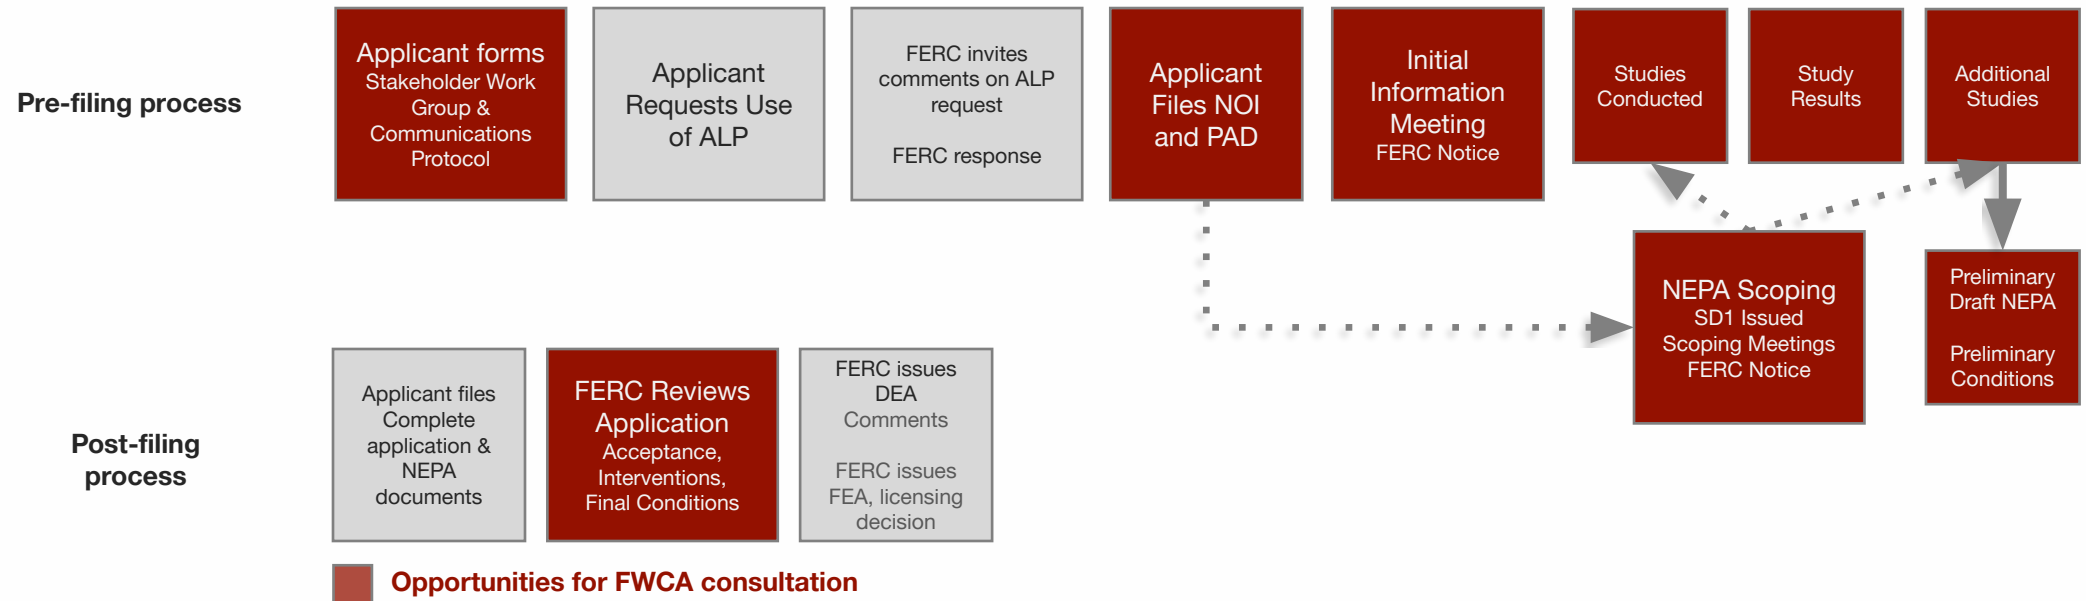 Pre-filing process
Applicant forms
Stakeholder Work
Group &
Communications
Protocol
Applicant
Requests Use
of ALP
FERC invites
comments on ALP
request
FERC response
Applicant
Files NOI
and PAD
Initial
Information
Meeting
FERC Notice
Studies
Conducted
Study
Results
Additional
Studies
NEPA Scoping
SD1 Issued
Scoping Meetings
FERC Notice
Preliminary
Draft NEPA
Preliminary
Conditions
Post-filing
process
Applicant files
Complete
application &
NEPA
documents
FERC Reviews
Application
Acceptance,
Interventions,
Final Conditions
FERC issues
DEA
Comments
FERC issues
FEA, licensing
decision
Opportunities for FWCA consultation